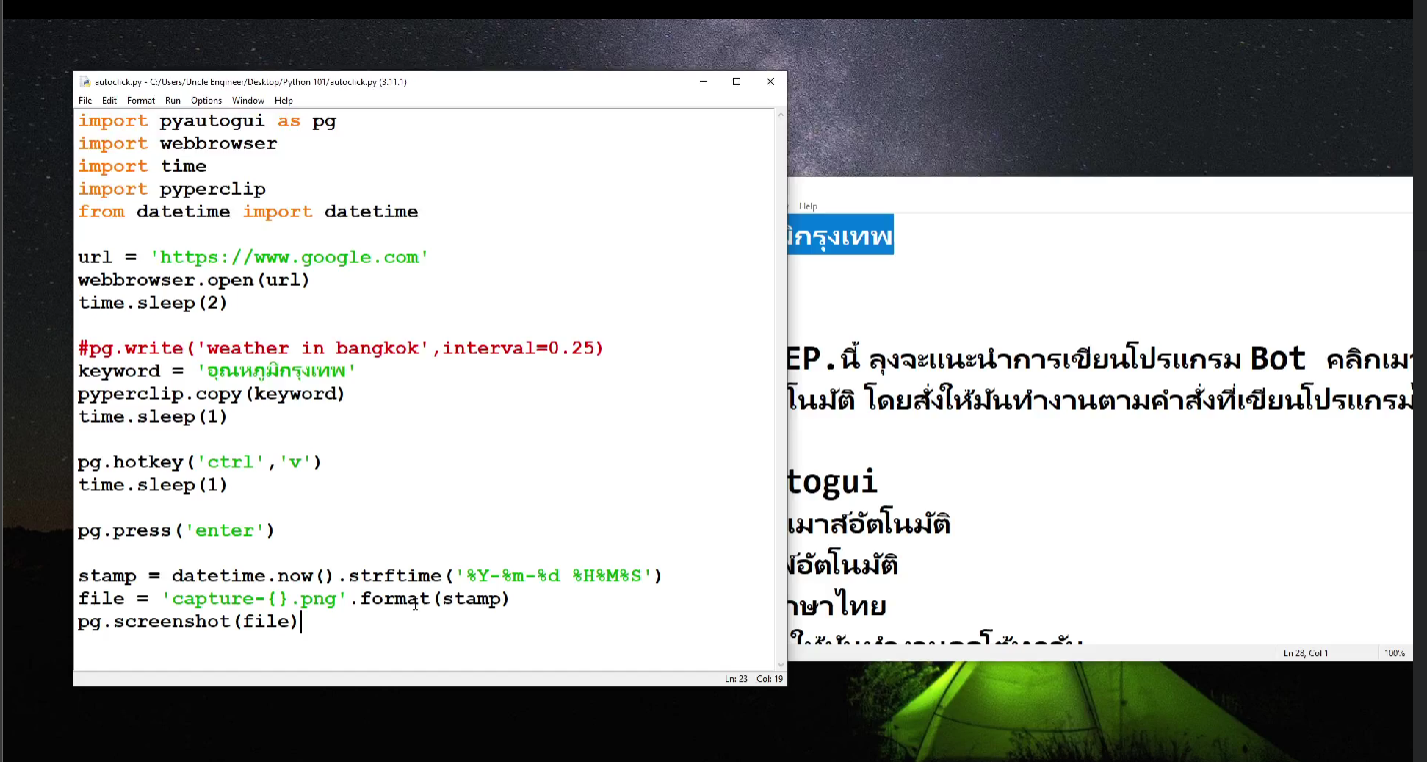 autoclick.py - C:/Users/Uncle Engineer/Desktop/Python 101/autoclick.py (3.11.1)
File Edit Format Run Options Window Help
import pyautogui as pg
import webbrowser
import time
import pyperclip
from datetime import datetime
url = 'https://www.google.com'
webbrowser.open(url)
time.sleep(2)
#pg.write('weather in bangkok',interval=0.25)
keyword = 'อุณหภูมิกรุงเทพ'
pyperclip.copy(keyword)
time.sleep(1)
pg.hotkey('ctrl','v')
time.sleep(1)
pg.press('enter')
stamp = datetime.now().strftime('%Y-%m-%d %H%M%S')
file = 'capture-{}.png'.format(stamp)
pg.screenshot(file)
Ln: 23 Col: 19
Help
มิกรุงเทพ
EP.นี้ ลุงจะแนะนำการเขียนโปรแกรม Bot คลิกเมา
โนมัติ โดยสั่งให้มันทำงานตามคำสั่งที่เขียนโปรแกรม
togui
เมาส์อัตโนมัติ
อัตโนมัติ
ษาไทย
Ln 28, Col 1 100%